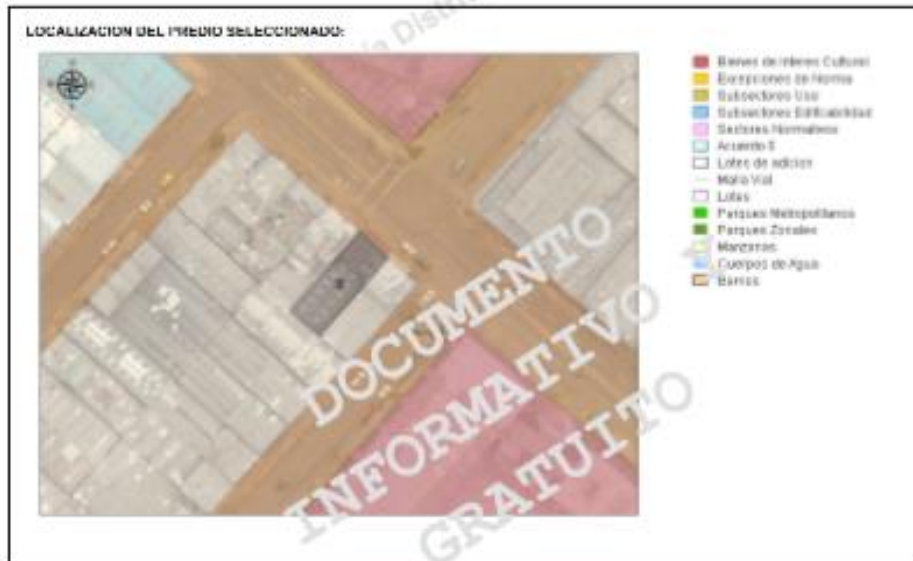 LOCALIZACION DEL PREDIO SELECCIONADO:
Bienes de Interes Cultural
Excepciones de Norma
Subsectores Uso
Subsectores Edificabilidad
Sectores Normativos
Acuerdo 6
Lotes de adicion
Malla Vial
Lotes
Parques Metropolitanos
Parques Zonales
Manzanas
Cuerpos de Agua
Barrios
DOCUMENTO
INFORMATIVO
GRATUITO